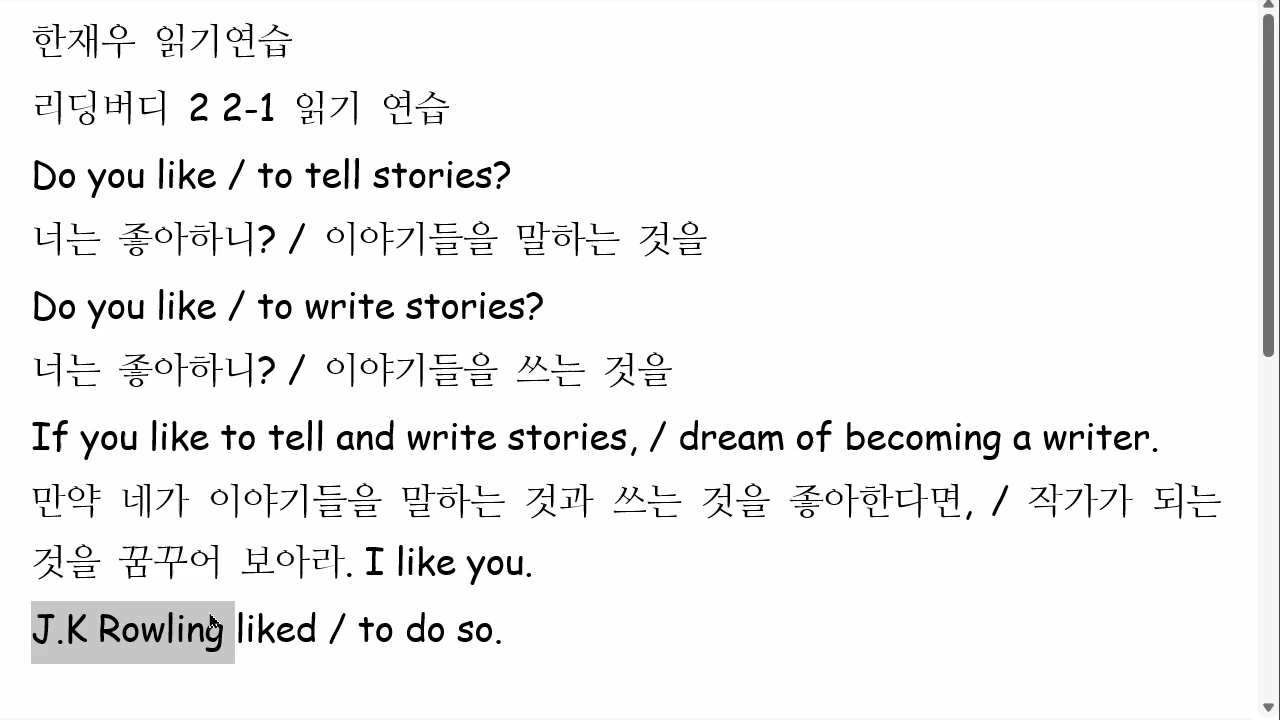 한재우 읽기연습
리딩버디 2 2-1 읽기 연습
Do you like / to tell stories?
너는 좋아하니? / 이야기들을 말하는 것을
Do you like / to write stories?
너는 좋아하니? / 이야기들을 쓰는 것을
If you like to tell and write stories, / dream of becoming a writer.
만약 네가 이야기들을 말하는 것과 쓰는 것을 좋아한다면, / 작가가 되는
것을 꿈꾸어 보아라. I like you.
J.K Rowling liked / to do so.